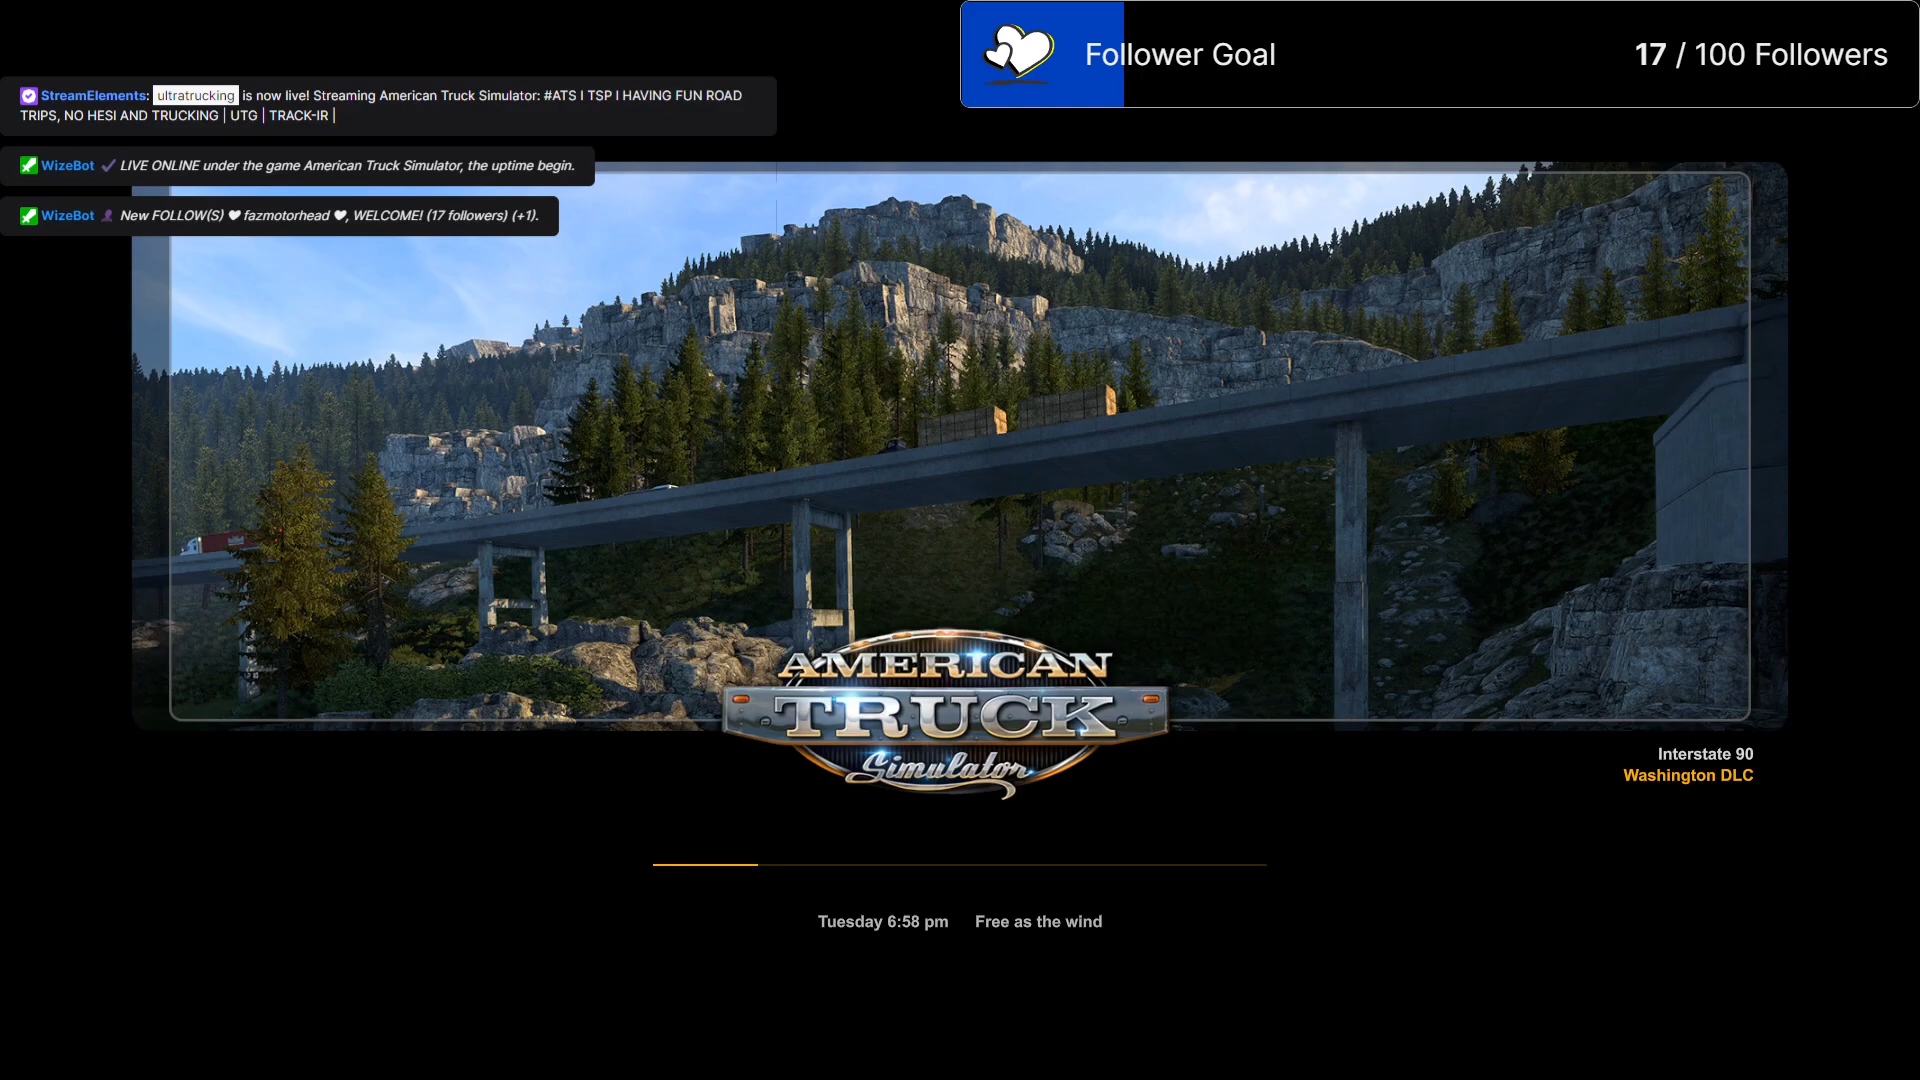 Follower Goal
17 / 100 Followers
StreamElements: ultratrucking is now live! Streaming American Truck Simulator: #ATS I TSP I HAVING FUN ROAD
TRIPS, NO HESI AND TRUCKING | UTG | TRACK-IR |
WizeBot LIVE ONLINE under the game American Truck Simulator, the uptime begin.
WizeBot New FOLLOW(S) ♥ fazmotorhead ♥, WELCOME! (17 followers) (+1).
AMERICAN
TRUCK
Simulator
Interstate 90
Washington DLC
Tuesday 6:58 pm Free as the wind